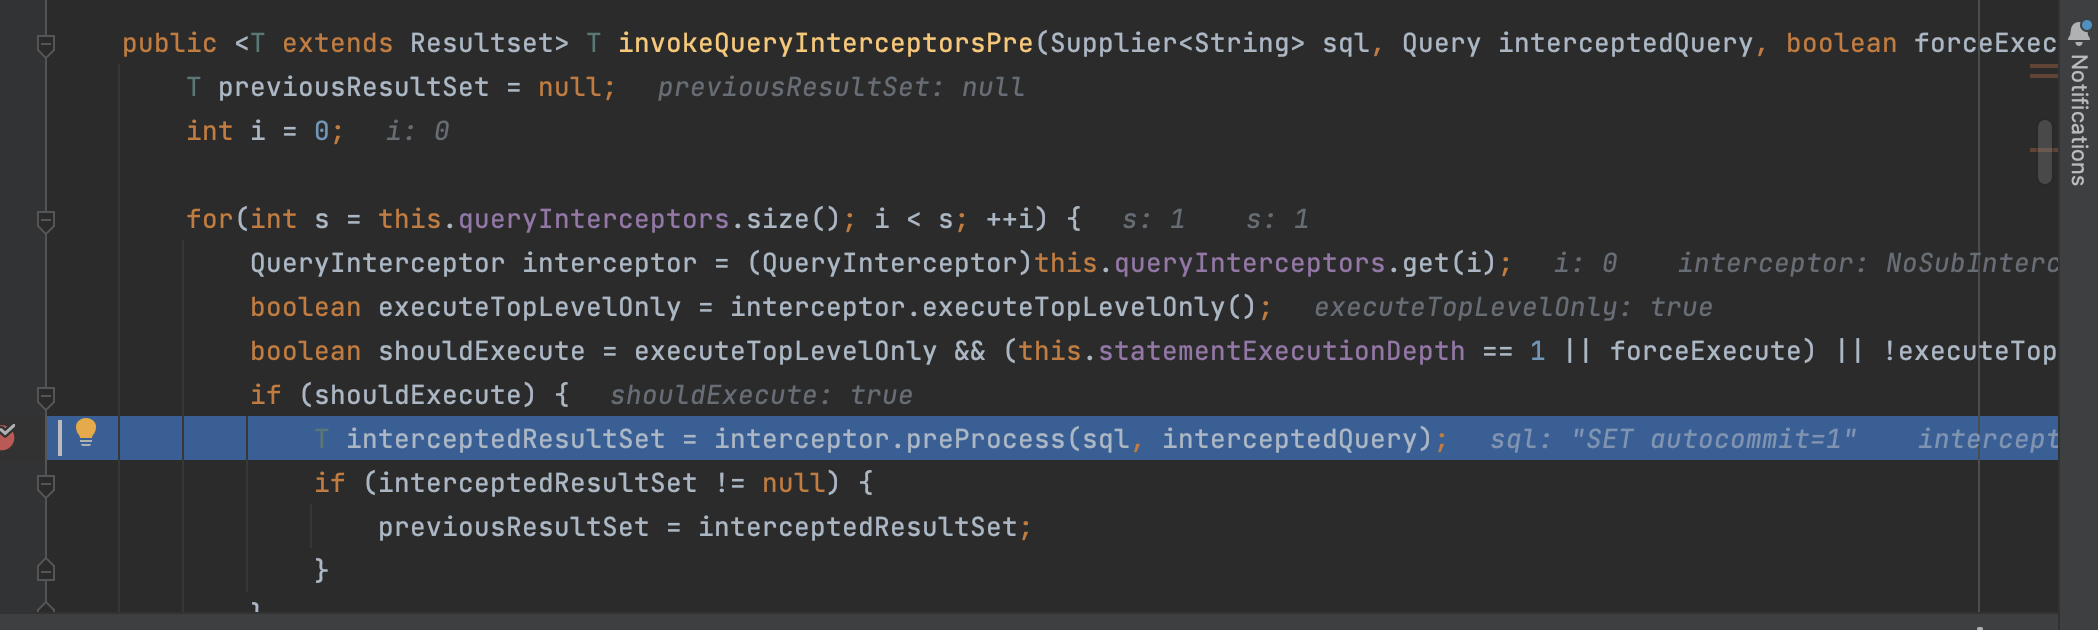 public <T extends Resultset> T invokeQueryInterceptorsPre(Supplier<String> sql, Query interceptedQuery, boolean forceExec
T previousResultSet = null; previousResultSet: null
int i = 0; i: 0
for(int s = this.queryInterceptors.size(); i < s; ++i) { s: 1 s: 1
QueryInterceptor interceptor = (QueryInterceptor)this.queryInterceptors.get(i); i: 0 interceptor: NoSubInterc
boolean executeTopLevelOnly = interceptor.executeTopLevelOnly(); executeTopLevelOnly: true
boolean shouldExecute = executeTopLevelOnly && (this.statementExecutionDepth == 1 || forceExecute) || !executeTop
if (shouldExecute) { shouldExecute: true
T interceptedResultSet = interceptor.preProcess(sql, interceptedQuery); sql: "SET autocommit=1" intercept
if (interceptedResultSet != null) {
previousResultSet = interceptedResultSet;
}
}
Notifications